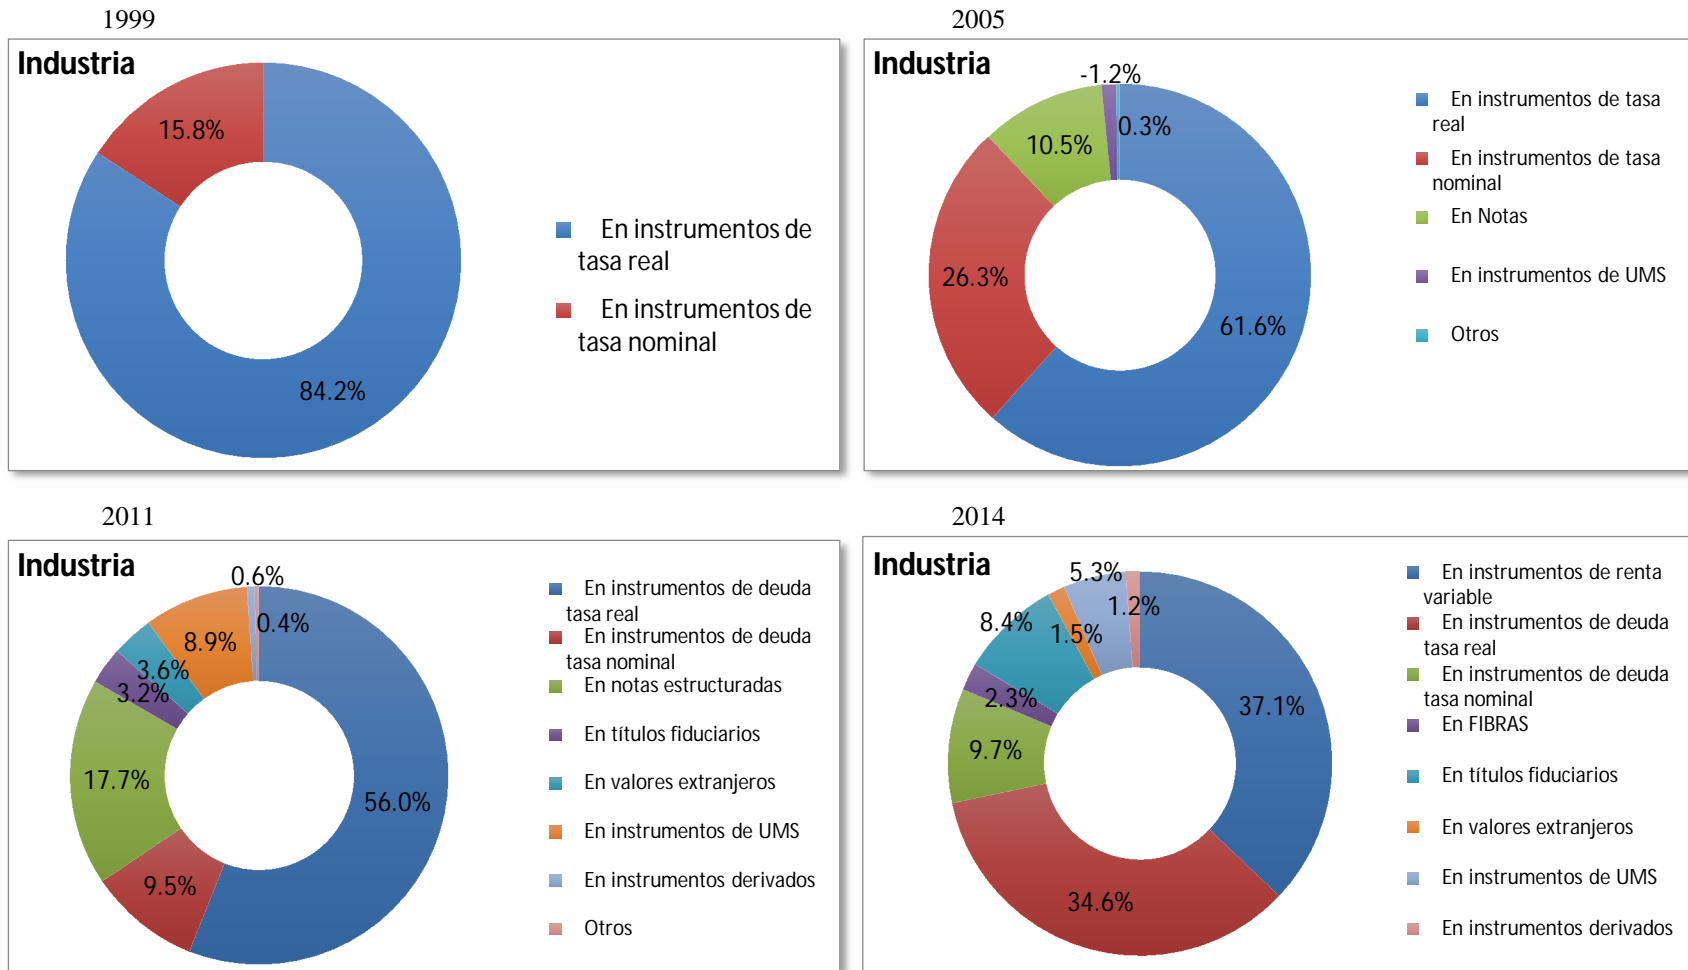 1999
Industria
15.8%
84.2%
En instrumentos de
tasa real
En instrumentos de
tasa nominal
2005
Industria
-1.2%
0.3%
10.5%
26.3%
61.6%
En instrumentos de tasa
real
En instrumentos de tasa
nominal
En Notas
En instrumentos de UMS
Otros
2011
Industria
0.6%
0.4%
8.9%
3.6%
3.2%
17.7%
9.5%
56.0%
En instrumentos de deuda
tasa real
En instrumentos de deuda
tasa nominal
En notas estructuradas
En títulos fiduciarios
En valores extranjeros
En instrumentos de UMS
En instrumentos derivados
Otros
2014
Industria
5.3%
1.2%
8.4%
1.5%
2.3%
9.7%
37.1%
34.6%
En instrumentos de renta
variable
En instrumentos de deuda
tasa real
En instrumentos de deuda
tasa nominal
En FIBRAS
En títulos fiduciarios
En valores extranjeros
En instrumentos de UMS
En instrumentos derivados